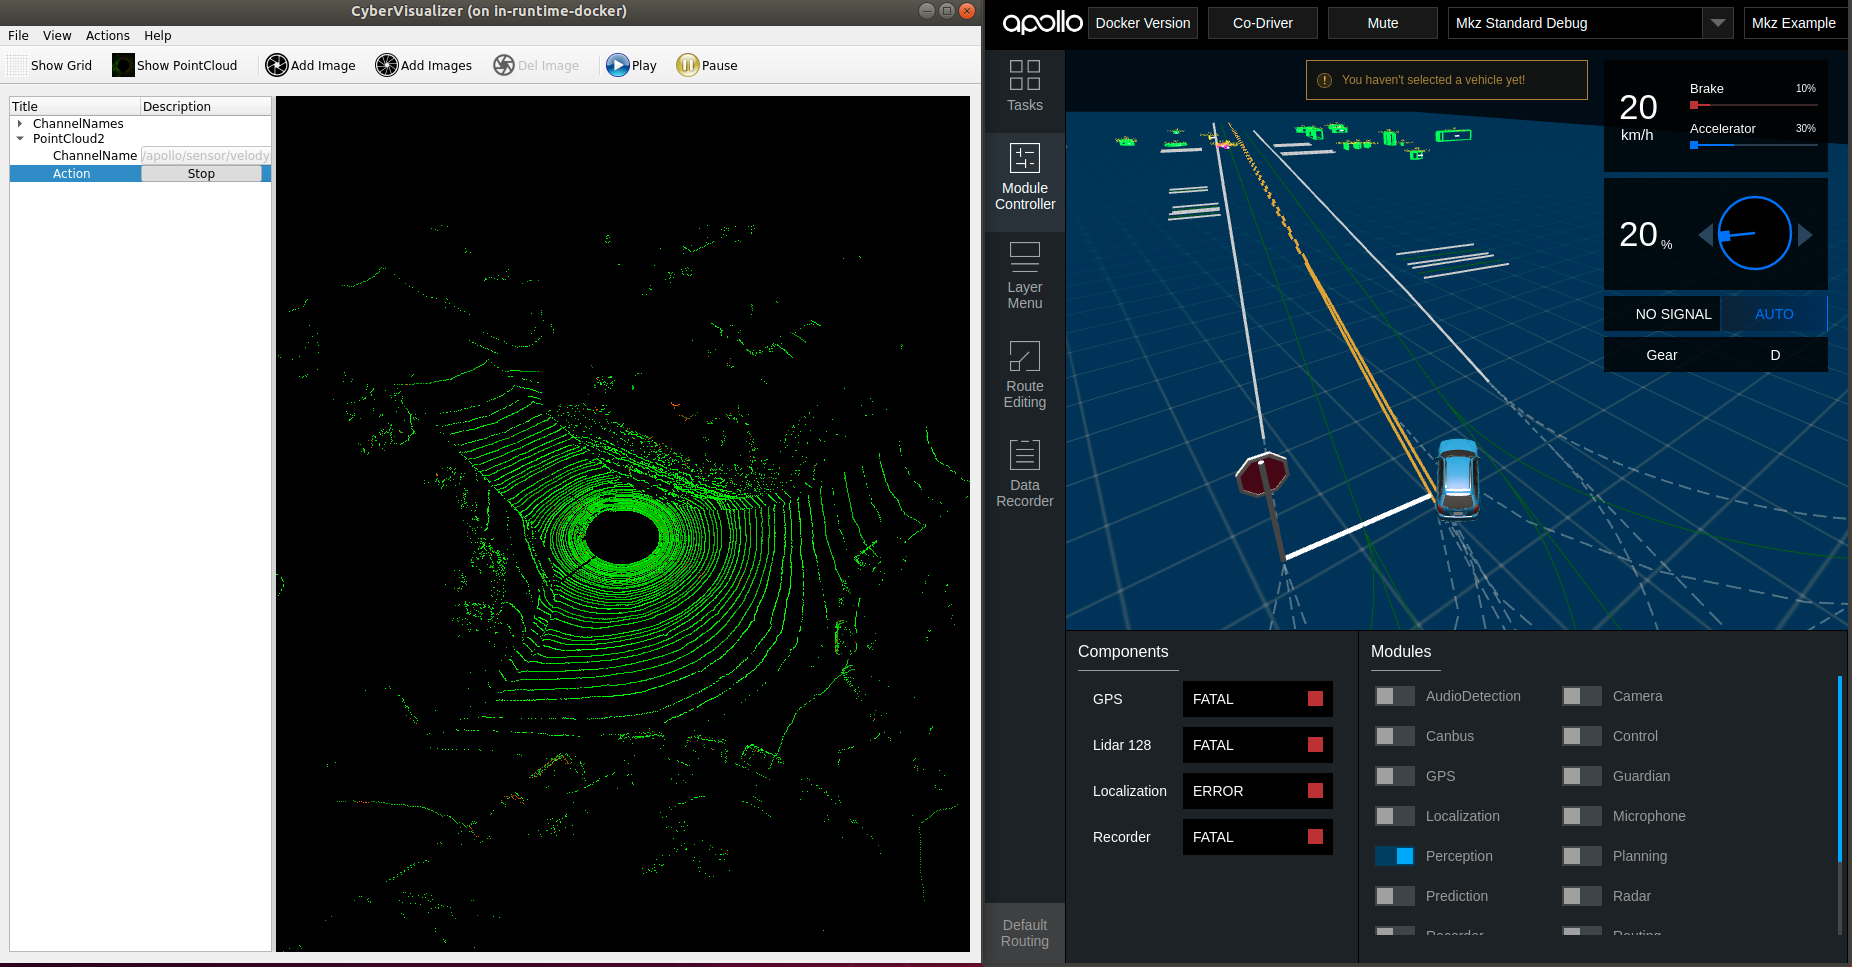 CyberVisualizer (on in-runtime-docker)
File View Actions Help
Show Grid Show PointCloud Add Image Add Images Del Image Play Pause
Title Description
ChannelNames
PointCloud2
ChannelName /apollo/sensor/velody
Action Stop
apollo Docker Version Co-Driver Mute Mkz Standard Debug Mkz Example
Tasks
Module
Controller
Layer
Menu
Route
Editing
Data
Recorder
Default
Routing
You haven't selected a vehicle yet!
20
km/h
Brake 10%
Accelerator 30%
20 %
NO SIGNAL AUTO
Gear D
Components
GPS FATAL
Lidar 128 FATAL
Localization ERROR
Recorder FATAL
Modules
AudioDetection Camera
Canbus Control
GPS Guardian
Localization Microphone
Perception Planning
Prediction Radar
Recorder Routing